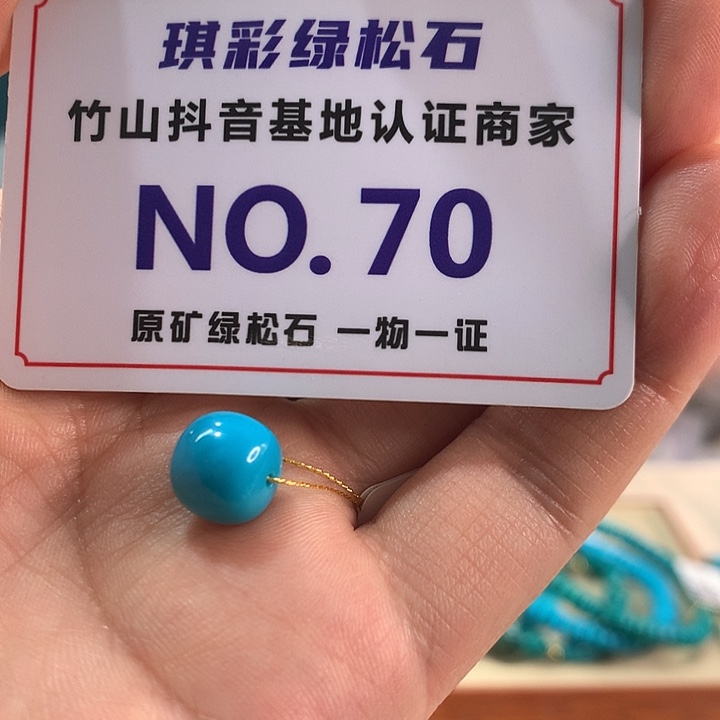 琪彩绿松石
竹山抖音基地认证商家
NO.70
原矿绿松石 一物一证